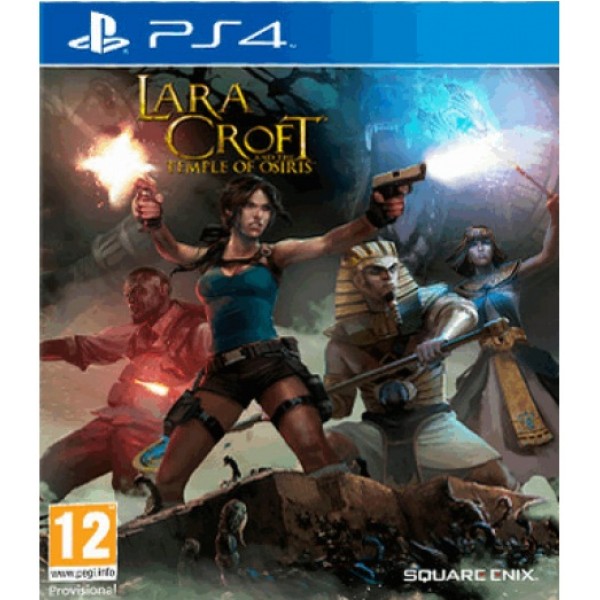 PS4
LARA
CROFT
AND THE
TEMPLE OF OSIRIS
12
www.pegi.info
Provisional
SQUARE ENIX